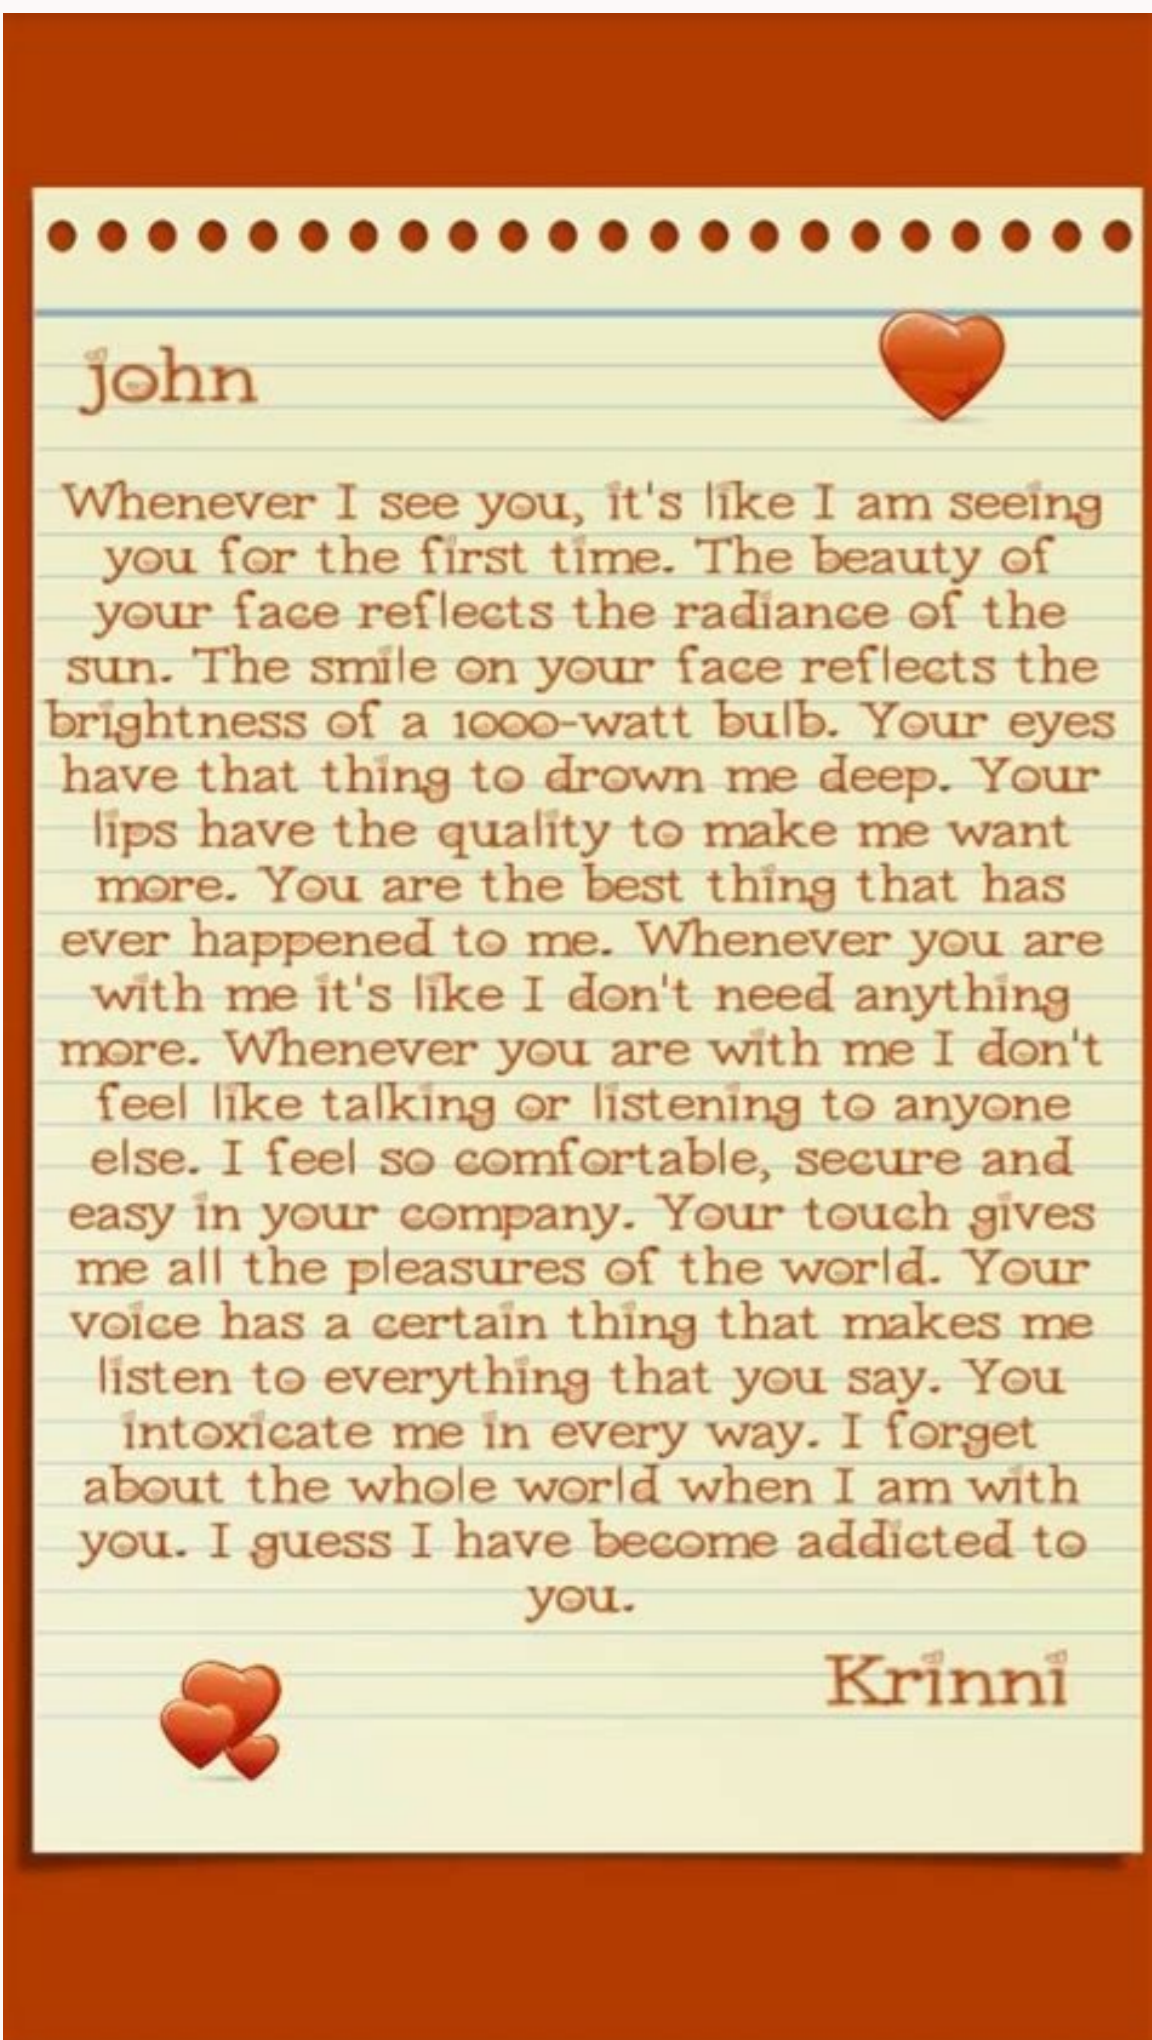 john
Whenever I see you, it's like I am seeing
you for the first time. The beauty of
your face reflects the radiance of the
sun. The smile on your face reflects the
brightness of a 1000-watt bulb. Your eyes
have that thing to drown me deep. Your
lips have the quality to make me want
more. You are the best thing that has
ever happened to me. Whenever you are
with me it's like I don't need anything
more. Whenever you are with me I don't
feel like talking or listening to anyone
else. I feel so comfortable, secure and
easy in your company. Your touch gives
me all the pleasures of the world. Your
voice has a certain thing that makes me
listen to everything that you say. You
intoxicate me in every way. I forget
about the whole world when I am with
you. I guess I have become addicted to
you.
Krinni